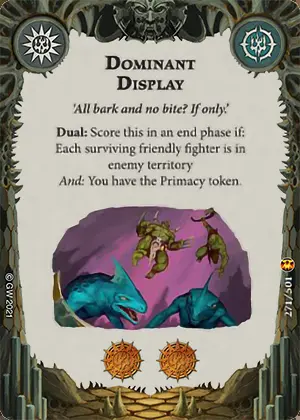 DOMINANT
DISPLAY
'All bark and no bite? If only.'
Dual: Score this in an end phase if:
Each surviving friendly fighter is in
enemy territory
And: You have the Primacy token.
© GW 2021
271/501